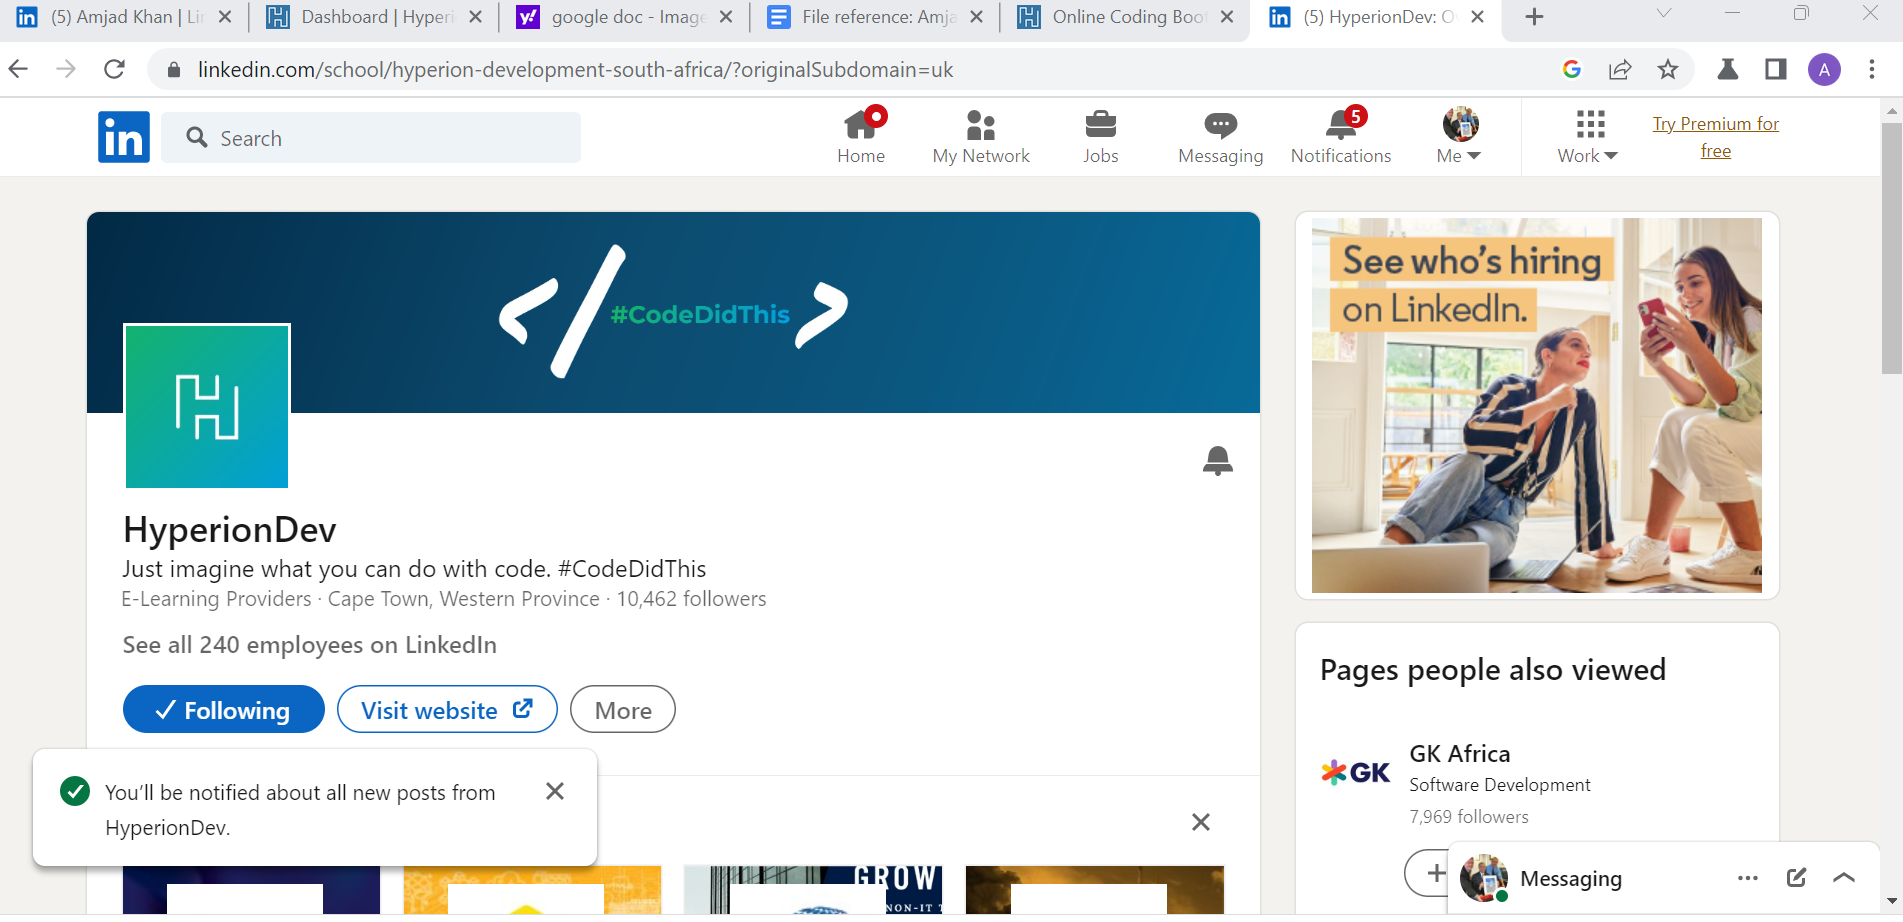 (5) Amjad Khan | Lin
Dashboard | Hyperi
google doc - Image
File reference: Amja
Online Coding Boot
(5) HyperionDev: Ov
linkedin.com/school/hyperion-development-south-africa/?originalSubdomain=uk
A
in
Search
Home
My Network
Jobs
Messaging
5
Notifications
Me
Work
Try Premium for
free
#CodeDidThis
See who's hiring
on LinkedIn.
HyperionDev
Just imagine what you can do with code. #CodeDidThis
E-Learning Providers · Cape Town, Western Province · 10,462 followers
See all 240 employees on LinkedIn
Following
Visit website
More
You'll be notified about all new posts from
HyperionDev.
GROW
NON-IT
Pages people also viewed
GK
GK Africa
Software Development
7,969 followers
Messaging